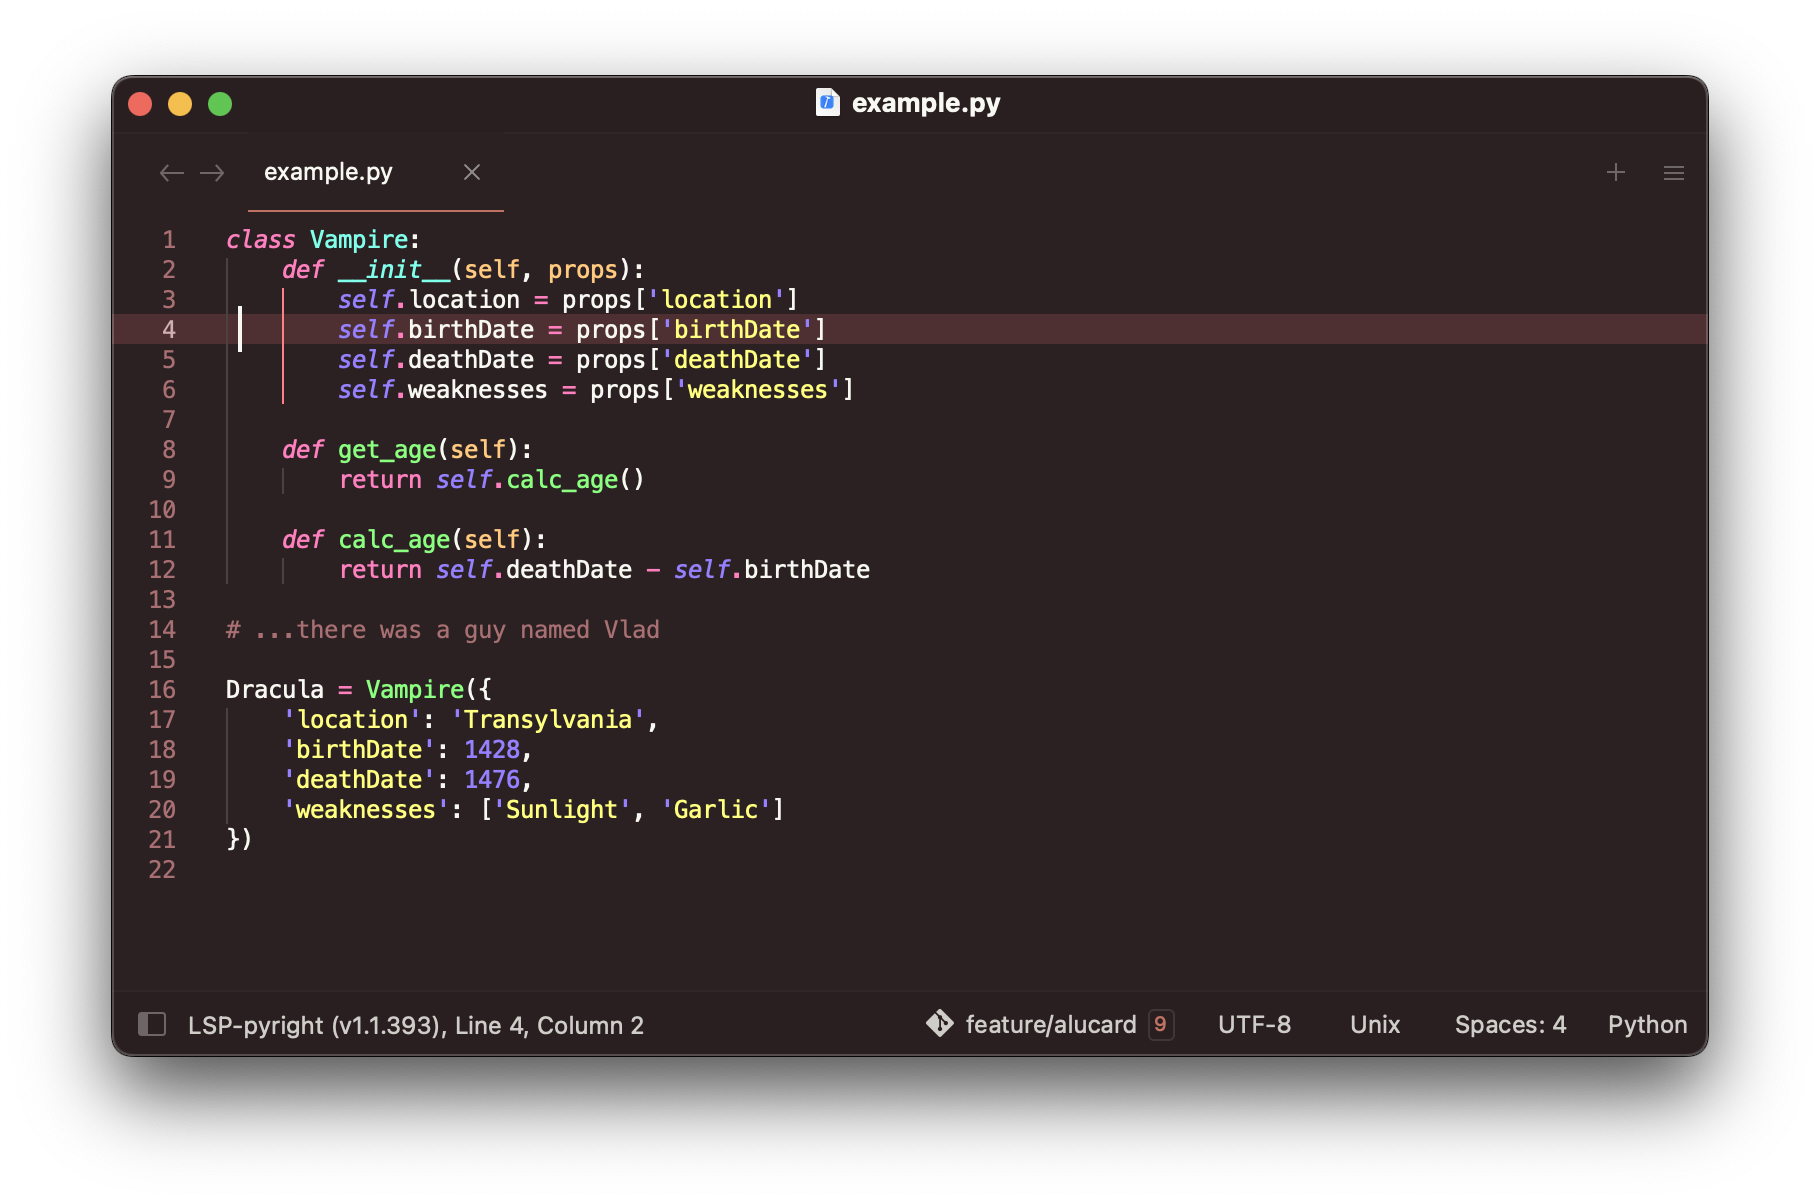 example.py
example.py
1 class Vampire:
2     def __init__(self, props):
3         self.location = props['location']
4         self.birthDate = props['birthDate']
5         self.deathDate = props['deathDate']
6         self.weaknesses = props['weaknesses']
7
8     def get_age(self):
9         return self.calc_age()
10
11     def calc_age(self):
12         return self.deathDate - self.birthDate
13
14 # ...there was a guy named Vlad
15
16 Dracula = Vampire({
17     'location': 'Transylvania',
18     'birthDate': 1428,
19     'deathDate': 1476,
20     'weaknesses': ['Sunlight', 'Garlic']
21 })
22
LSP-pyright (v1.1.393), Line 4, Column 2 feature/alucard 9 UTF-8 Unix Spaces: 4 Python